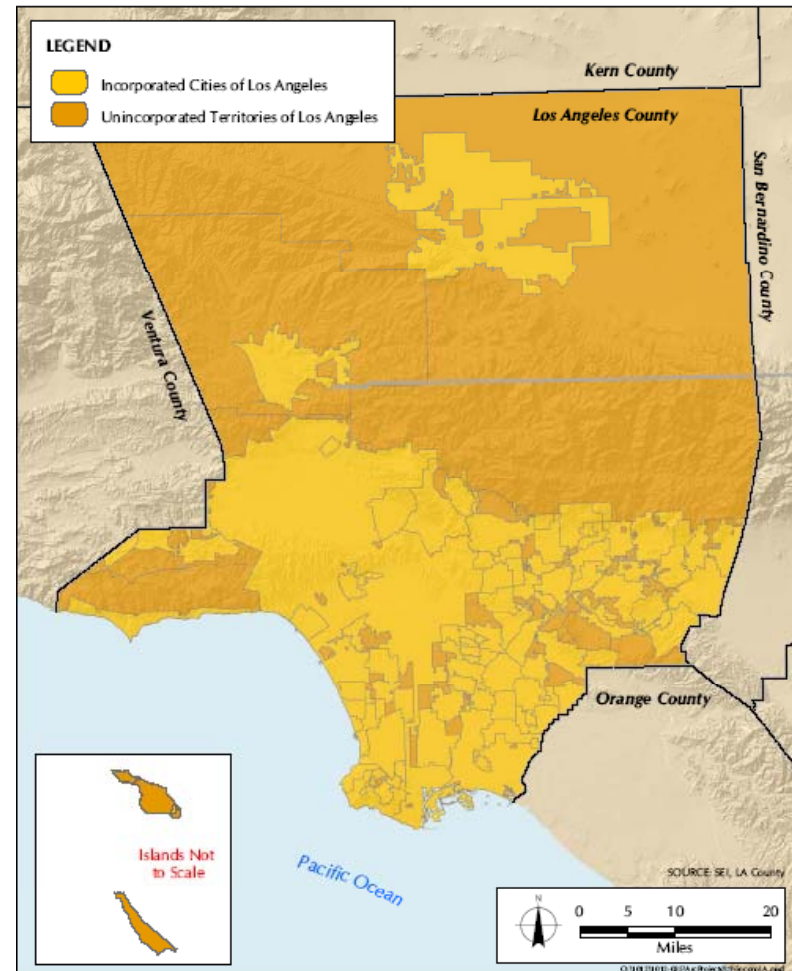 LEGEND
Incorporated Cities of Los Angeles
Unincorporated Territories of Los Angeles
Kern County
Los Angeles County
San Bernardino County
Ventura County
Orange County
Islands Not
to Scale
Pacific Ocean
SOURCE: SEI, LA County
N
0 5 10 20
Miles